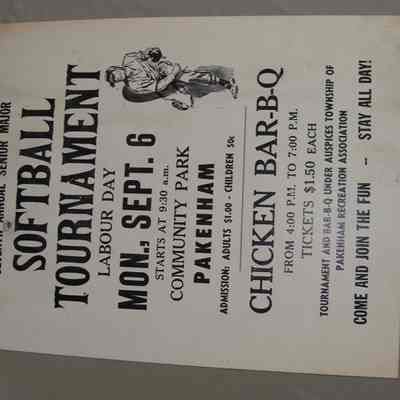 ANNUAL SENIOR MAJOR
SOFTBALL
TOURNAMENT
LABOUR DAY
MON., SEPT. 6
STARTS AT 9:30 a.m.
COMMUNITY PARK
PAKENHAM
ADMISSION: ADULTS $1.00 - CHILDREN 50c
CHICKEN BAR-B-Q
FROM 4:00 P.M. TO 7:00 P.M.
TICKETS $1.50 EACH
TOURNAMENT AND BAR-B-Q UNDER AUSPICES TOWNSHIP OF
PAKENHAM RECREATION ASSOCIATION
COME AND JOIN THE FUN -- STAY ALL DAY!